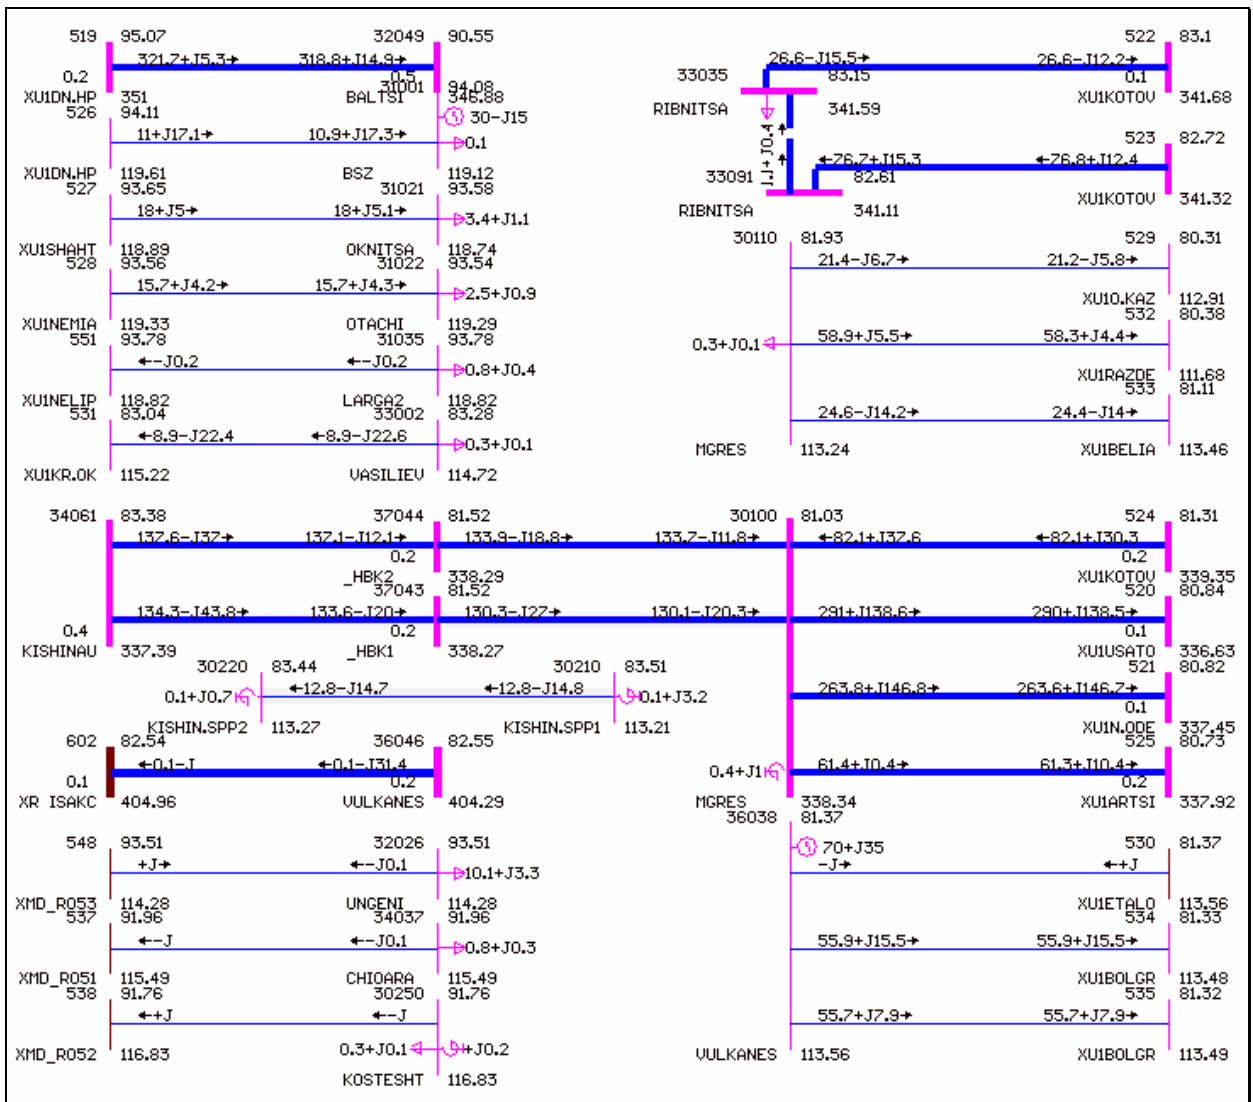 519 95.07 32049 90.55
321.7+J5.3 318.8+J14.9
0.2 0.5
31001 94.08
XU1DN.HP 351 BALTSI 346.88
526 94.11
30-J15
11+J17.1 10.9+J17.3 0.1
XU1DN.HP 119.61 BSZ 119.12
527 93.65 31021 93.58
18+J5 18+J5.1 3.4+J1.1
XU1SHAHT 118.89 OKNITSA 118.74
528 93.56 31022 93.54
15.7+J4.2 15.7+J4.3 2.5+J0.9
XU1NEMIA 119.33 OTACHI 119.29
551 93.78 31035 93.78
-J0.2 -J0.2 0.8+J0.4
XU1NELIP 118.82 LARGA2 118.82
531 83.04 33002 83.28
8.9-J22.4 8.9-J22.6 0.3+J0.1
XU1KR.OK 115.22 VASILIEV 114.72
522 83.1
26.6-J15.5 26.6-J12.2
33035 83.15 0.1
XU1KOTOV 341.68
RIBNITSA 341.59
1.1+J0.4
523 82.72
76.7+J15.3 76.8+J12.4
33091 82.61
XU1KOTOV 341.32
RIBNITSA 341.11
30110 81.93 529 80.31
21.4-J6.7 21.2-J5.8
XU1O.KAZ 112.91
532 80.38
0.3+J0.1 58.9+J5.5 58.3+J4.4
XU1RAZDE 111.68
533 81.11
24.6-J14.2 24.4-J14
MGRES 113.24 XU1BELIA 113.46
34061 83.38 37044 81.52 30100 81.03 524 81.31
137.6-J37 137.1-J12.1 133.9-J18.8 133.7-J11.8 82.1+J37.6 82.1+J30.3
0.2 0.2
_HBK2 338.29 XU1KOTOV 339.35
37043 81.52 520 80.84
134.3-J43.8 133.6-J20 130.3-J27 130.1-J20.3 291+J138.6 290+J138.5
0.4 0.2 0.1
KISHINAU 337.39 _HBK1 338.27 XU1USATO 336.63
30220 83.44 30210 83.51 521 80.82
0.1+J0.7 12.8-J14.7 12.8-J14.8 0.1+J3.2 263.8+J146.8 263.6+J146.7
0.1
KISHIN.SPP2 113.27 KISHIN.SPP1 113.21 XU1N.ODE 337.45
602 82.54 36046 82.55 525 80.73
0.1-J 0.1-J31.4 0.4+J1 61.4+J0.4 61.3+J10.4
0.1 0.2 0.2
XR ISAKC 404.96 VULKANES 404.29 MGRES 338.34 XU1ARTSI 337.92
36038 81.37
548 93.51 32026 93.51 70+J35 530 81.37
+J -J0.1 10.1+J3.3 -J +J
XMD_RO53 114.28 UNGENI 114.28 XU1ETALO 113.56
537 91.96 34037 91.96 534 81.33
-J -J0.1 0.8+J0.3 55.9+J15.5 55.9+J15.5
XMD_RO51 115.49 CHIOARA 115.49 XU1BOLGR 113.48
538 91.76 30250 91.76 535 81.32
+J -J 55.7+J7.9 55.7+J7.9
XMD_RO52 116.83 0.3+J0.1 +J0.2 VULKANES 113.56 XU1BOLGR 113.49
KOSTESHT 116.83